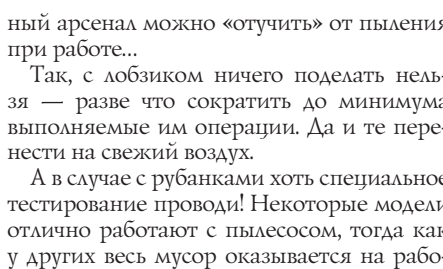 ный арсенал можно «отучить» от пыления
при работе...
Так, с лобзиком ничего поделать нель-
зя — разве что сократить до минимума
выполняемые им операции. Да и те пере-
нести на свежий воздух.
А в случае с рубанками хоть специальное
тестирование проводи! Некоторые модели
отлично работают с пылесосом, тогда как
у других весь мусор оказывается на рабо-